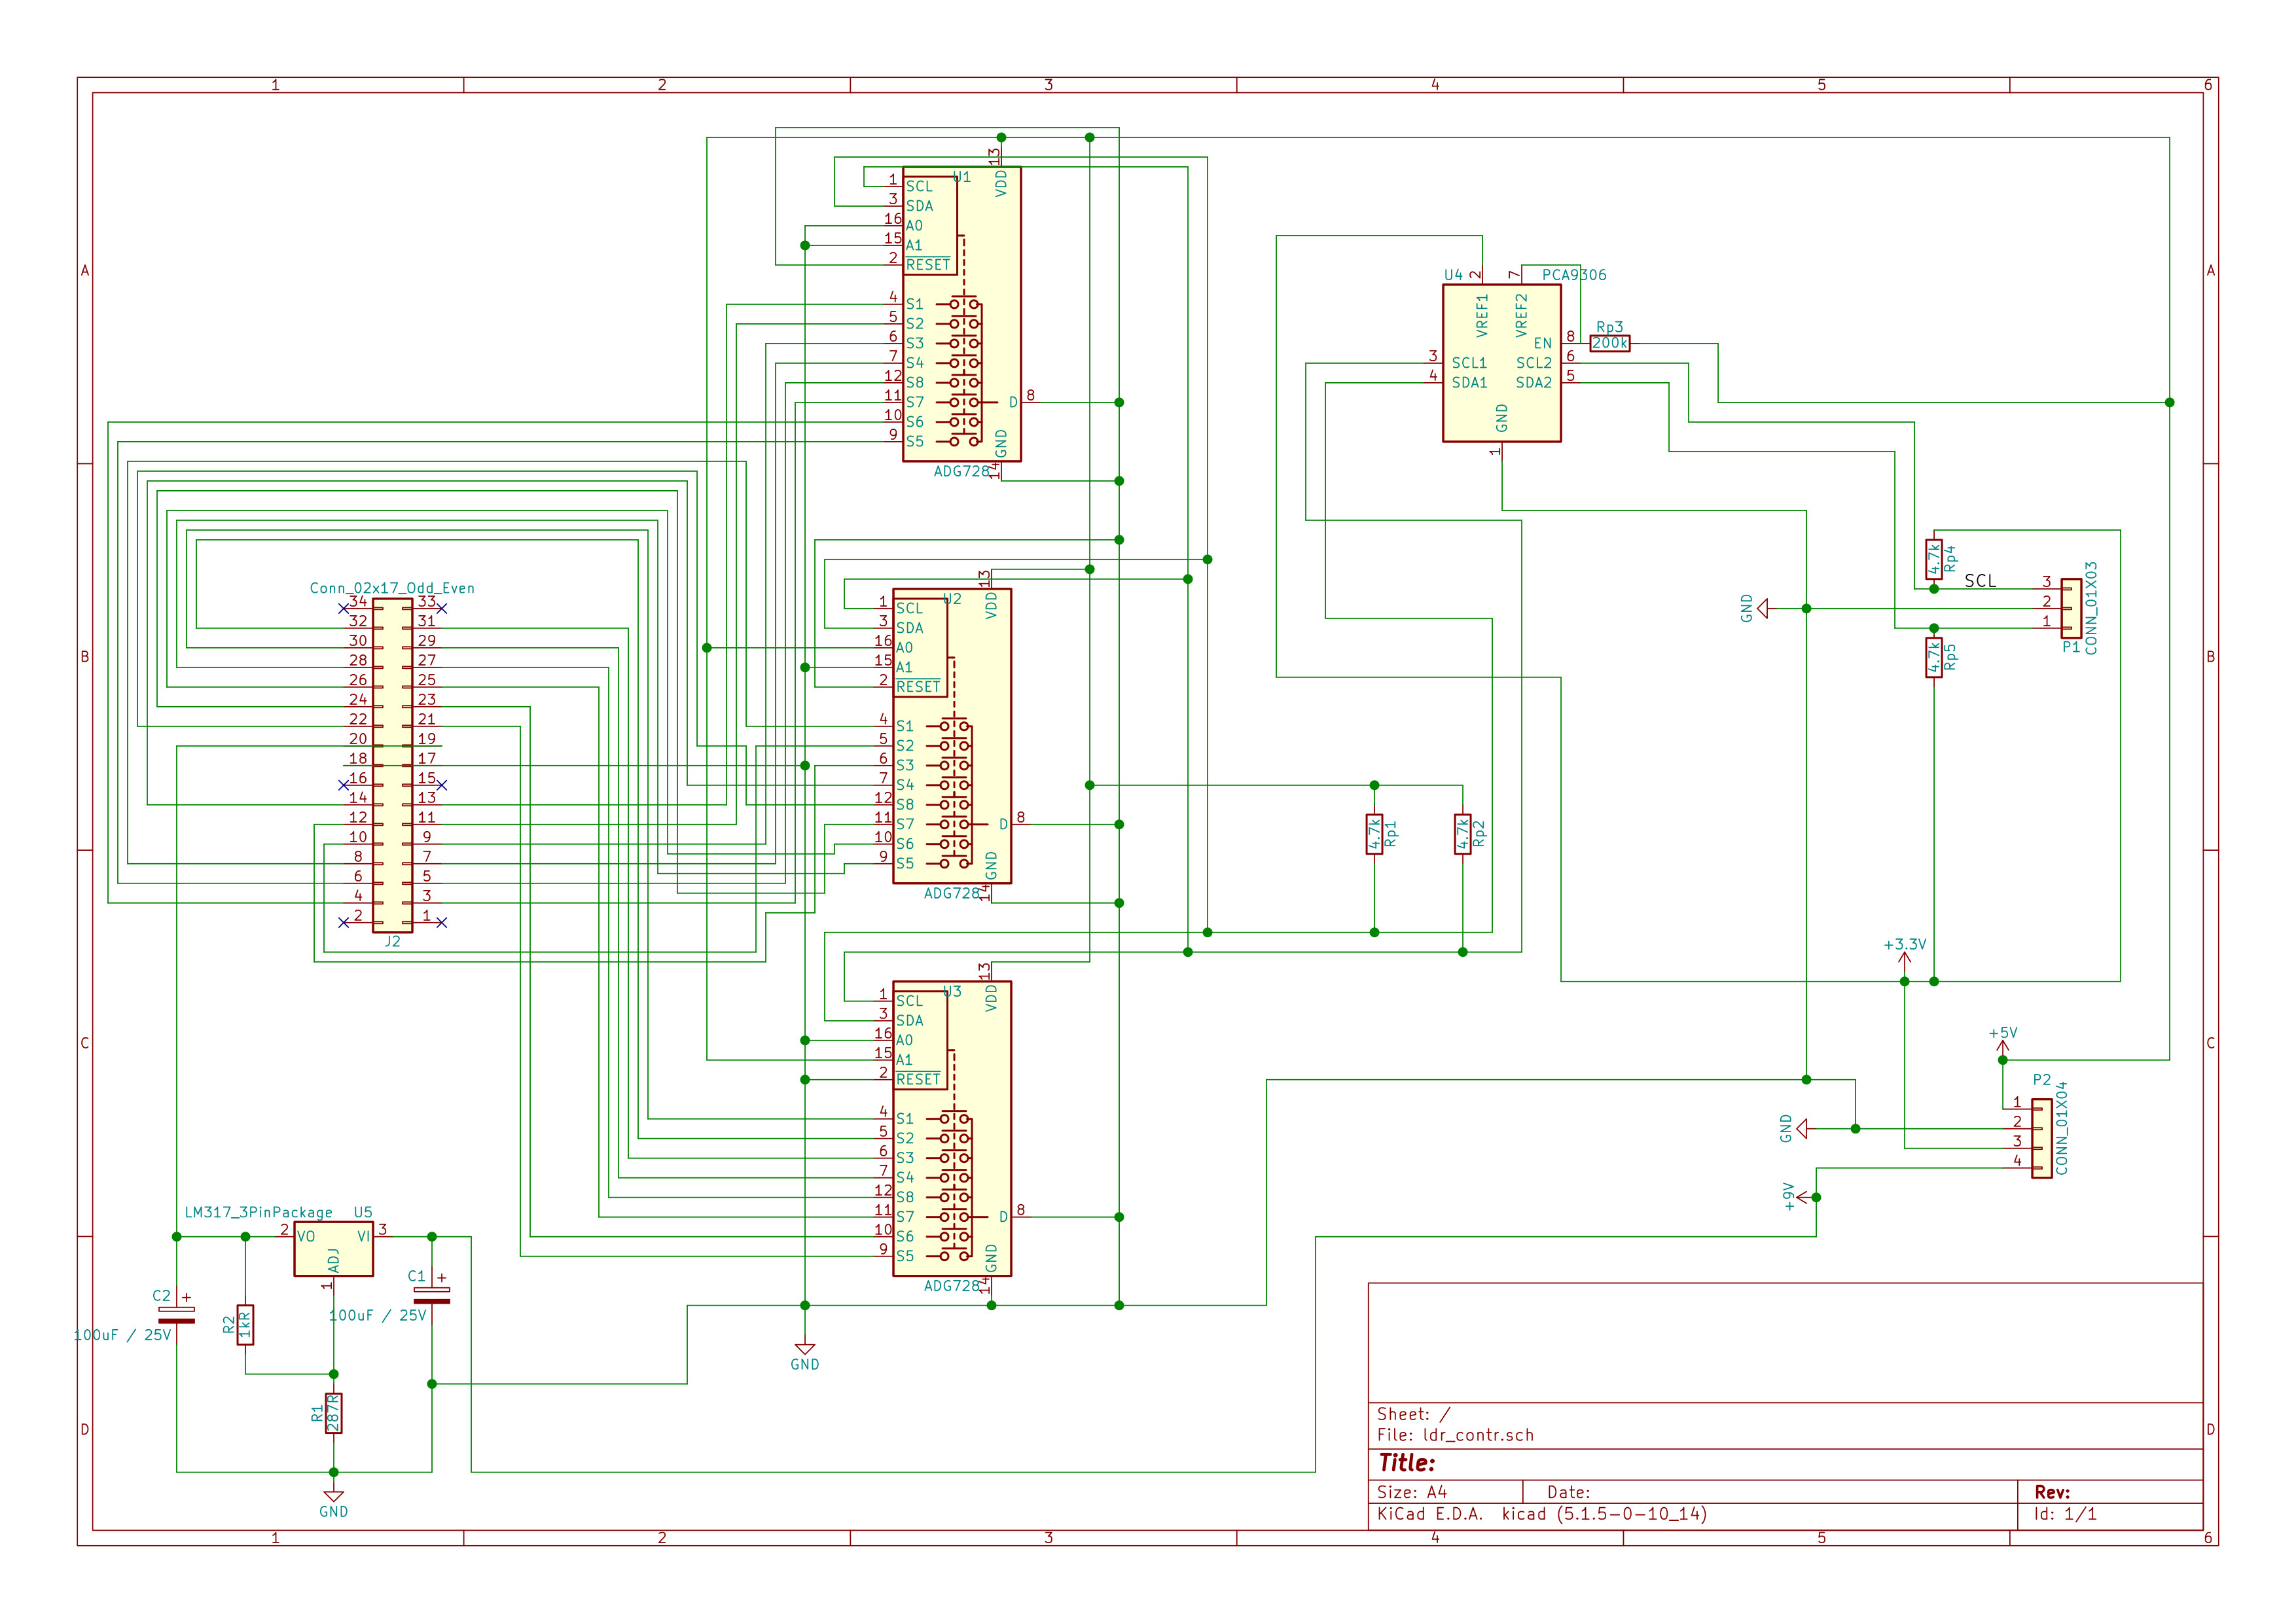 1 2 3 4 5 6
A
B
C
D
U1
VDD 13
1 SCL
3 SDA
16 A0
15 A1
2 RESET
4 S1
5 S2
6 S3
7 S4
12 S8
11 S7
10 S6
9 S5
D 8
GND 14
ADG728
U2
VDD 13
1 SCL
3 SDA
16 A0
15 A1
2 RESET
4 S1
5 S2
6 S3
7 S4
12 S8
11 S7
10 S6
9 S5
D 8
GND 14
ADG728
U3
VDD 13
1 SCL
3 SDA
16 A0
15 A1
2 RESET
4 S1
5 S2
6 S3
7 S4
12 S8
11 S7
10 S6
9 S5
D 8
GND 14
ADG728
GND
Conn_02x17_Odd_Even
34 33
32 31
30 29
28 27
26 25
24 23
22 21
20 19
18 17
16 15
14 13
12 11
10 9
8 7
6 5
4 3
2 1
J2
LM317_3PinPackage U5
2 VO VI 3
ADJ
1
C1 +
100uF / 25V
C2 +
100uF / 25V
R2 1kR
R1 287R
GND
U4 2 7 PCA9306
VREF1 VREF2
EN 8
3 SCL1 SCL2 6
4 SDA1 SDA2 5
GND
1
Rp3
200k
4.7k Rp4
SCL
3
2
1
P1
CONN_01X03
GND
4.7k Rp5
4.7k Rp1
4.7k Rp2
+3.3V
+5V
P2
1
2
3
4
CONN_01X04
GND
+9V
Sheet: /
File: ldr_contr.sch
Title:
Size: A4 Date: Rev:
KiCad E.D.A. kicad (5.1.5-0-10_14) Id: 1/1
A
B
C
D
1 2 3 4 5 6